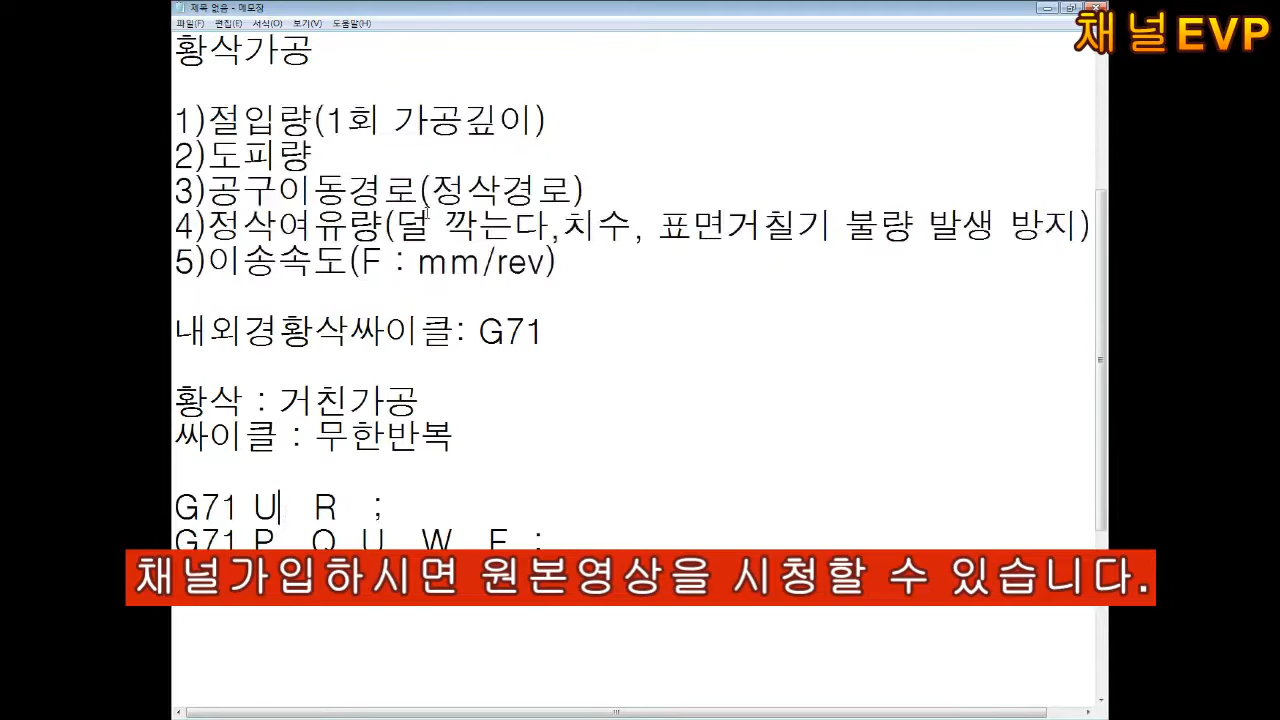 제목 없음 - 메모장
파일(F) 편집(E) 서식(O) 보기(V) 도움말(H)
채널EVP
황삭가공
1)절입량(1회 가공깊이)
2)도피량
3)공구이동경로(정삭경로)
4)정삭여유량(덜 깍는다,치수, 표면거칠기 불량 발생 방지)
5)이송속도(F : mm/rev)
내외경황삭싸이클: G71
황삭 : 거친가공
싸이클 : 무한반복
G71 U R ;
G71 P Q U W F ;
채널가입하시면 원본영상을 시청할 수 있습니다.